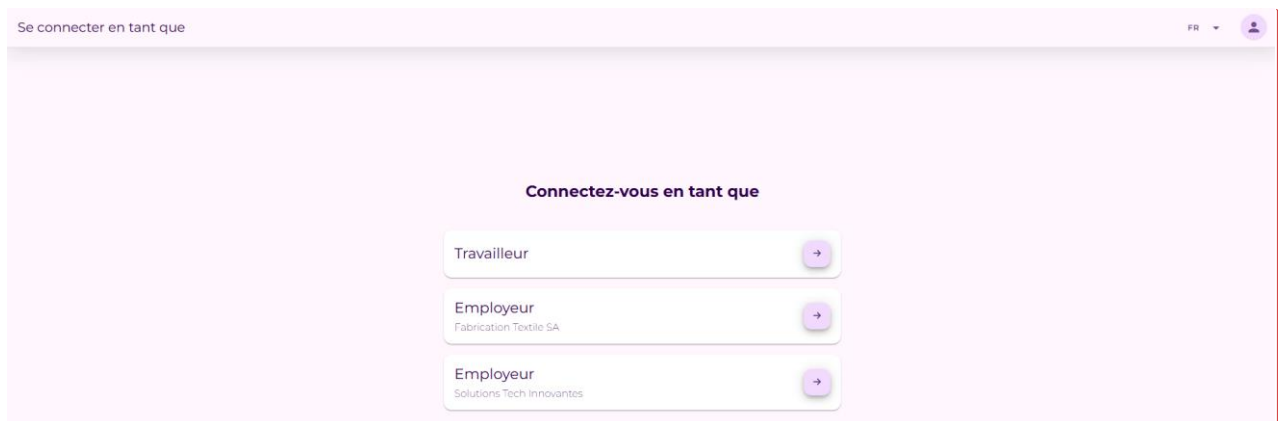 Se connecter en tant que
FR
Connectez-vous en tant que
Travailleur
Employeur
Fabrication Textile SA
Employeur
Solutions Tech Innovantes